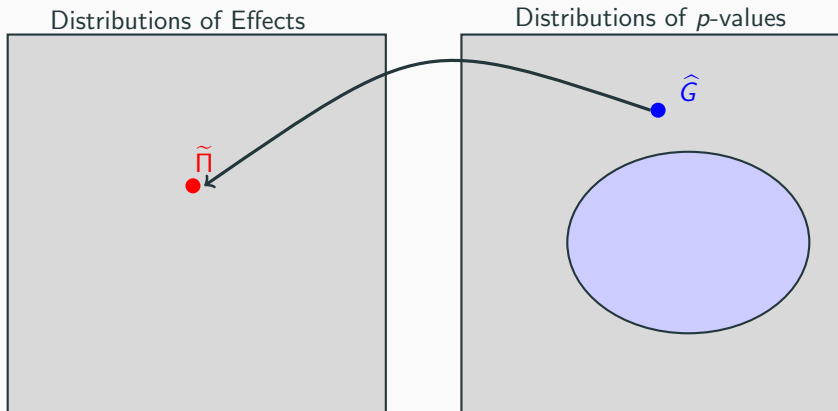 Distributions of Effects
Distributions of p-values
Π̃
Ĝ